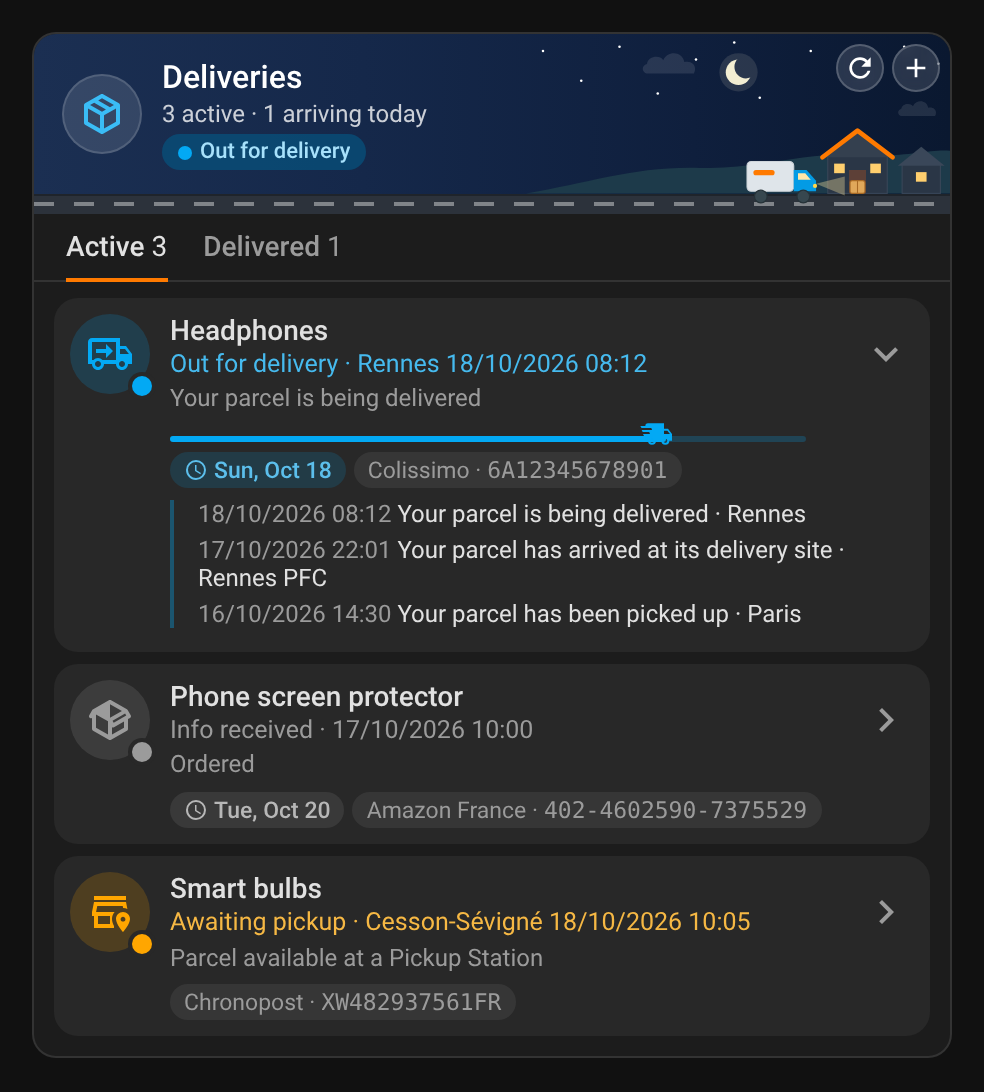 Deliveries
3 active · 1 arriving today
Out for delivery
Active 3
Delivered 1
Headphones
Out for delivery · Rennes 18/10/2026 08:12
Your parcel is being delivered
Sun, Oct 18
Colissimo · 6A12345678901
18/10/2026 08:12 Your parcel is being delivered · Rennes
17/10/2026 22:01 Your parcel has arrived at its delivery site ·
Rennes PFC
16/10/2026 14:30 Your parcel has been picked up · Paris
Phone screen protector
Info received · 17/10/2026 10:00
Ordered
Tue, Oct 20
Amazon France · 402-4602590-7375529
Smart bulbs
Awaiting pickup · Cesson-Sévigné 18/10/2026 10:05
Parcel available at a Pickup Station
Chronopost · XW482937561FR